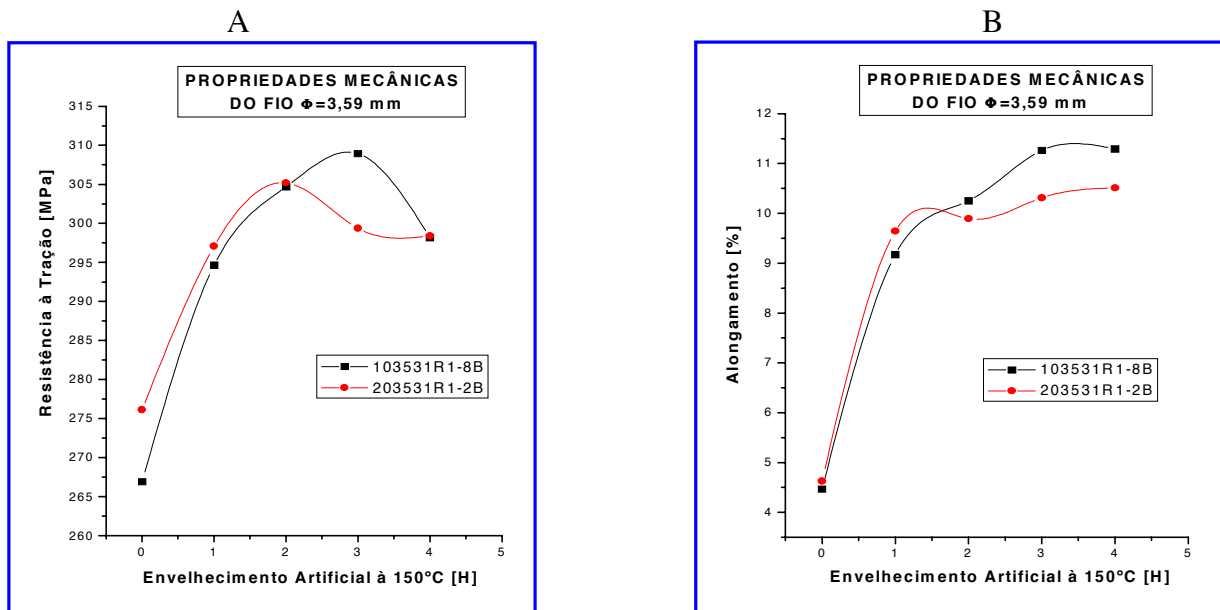 A
PROPRIEDADES MECÂNICAS
DO FIO Φ=3,59 mm
Resistência à Tração [MPa]
315
310
305
300
295
290
285
280
275
270
265
260
103531R1-8B
203531R1-2B
0 1 2 3 4 5
Envelhecimento Artificial à 150ºC [H]
B
PROPRIEDADES MECÂNICAS
DO FIO Φ=3,59 mm
Alongamento [%]
12
11
10
9
8
7
6
5
4
103531R1-8B
203531R1-2B
0 1 2 3 4 5
Envelhecimento Artificial à 150ºC [H]